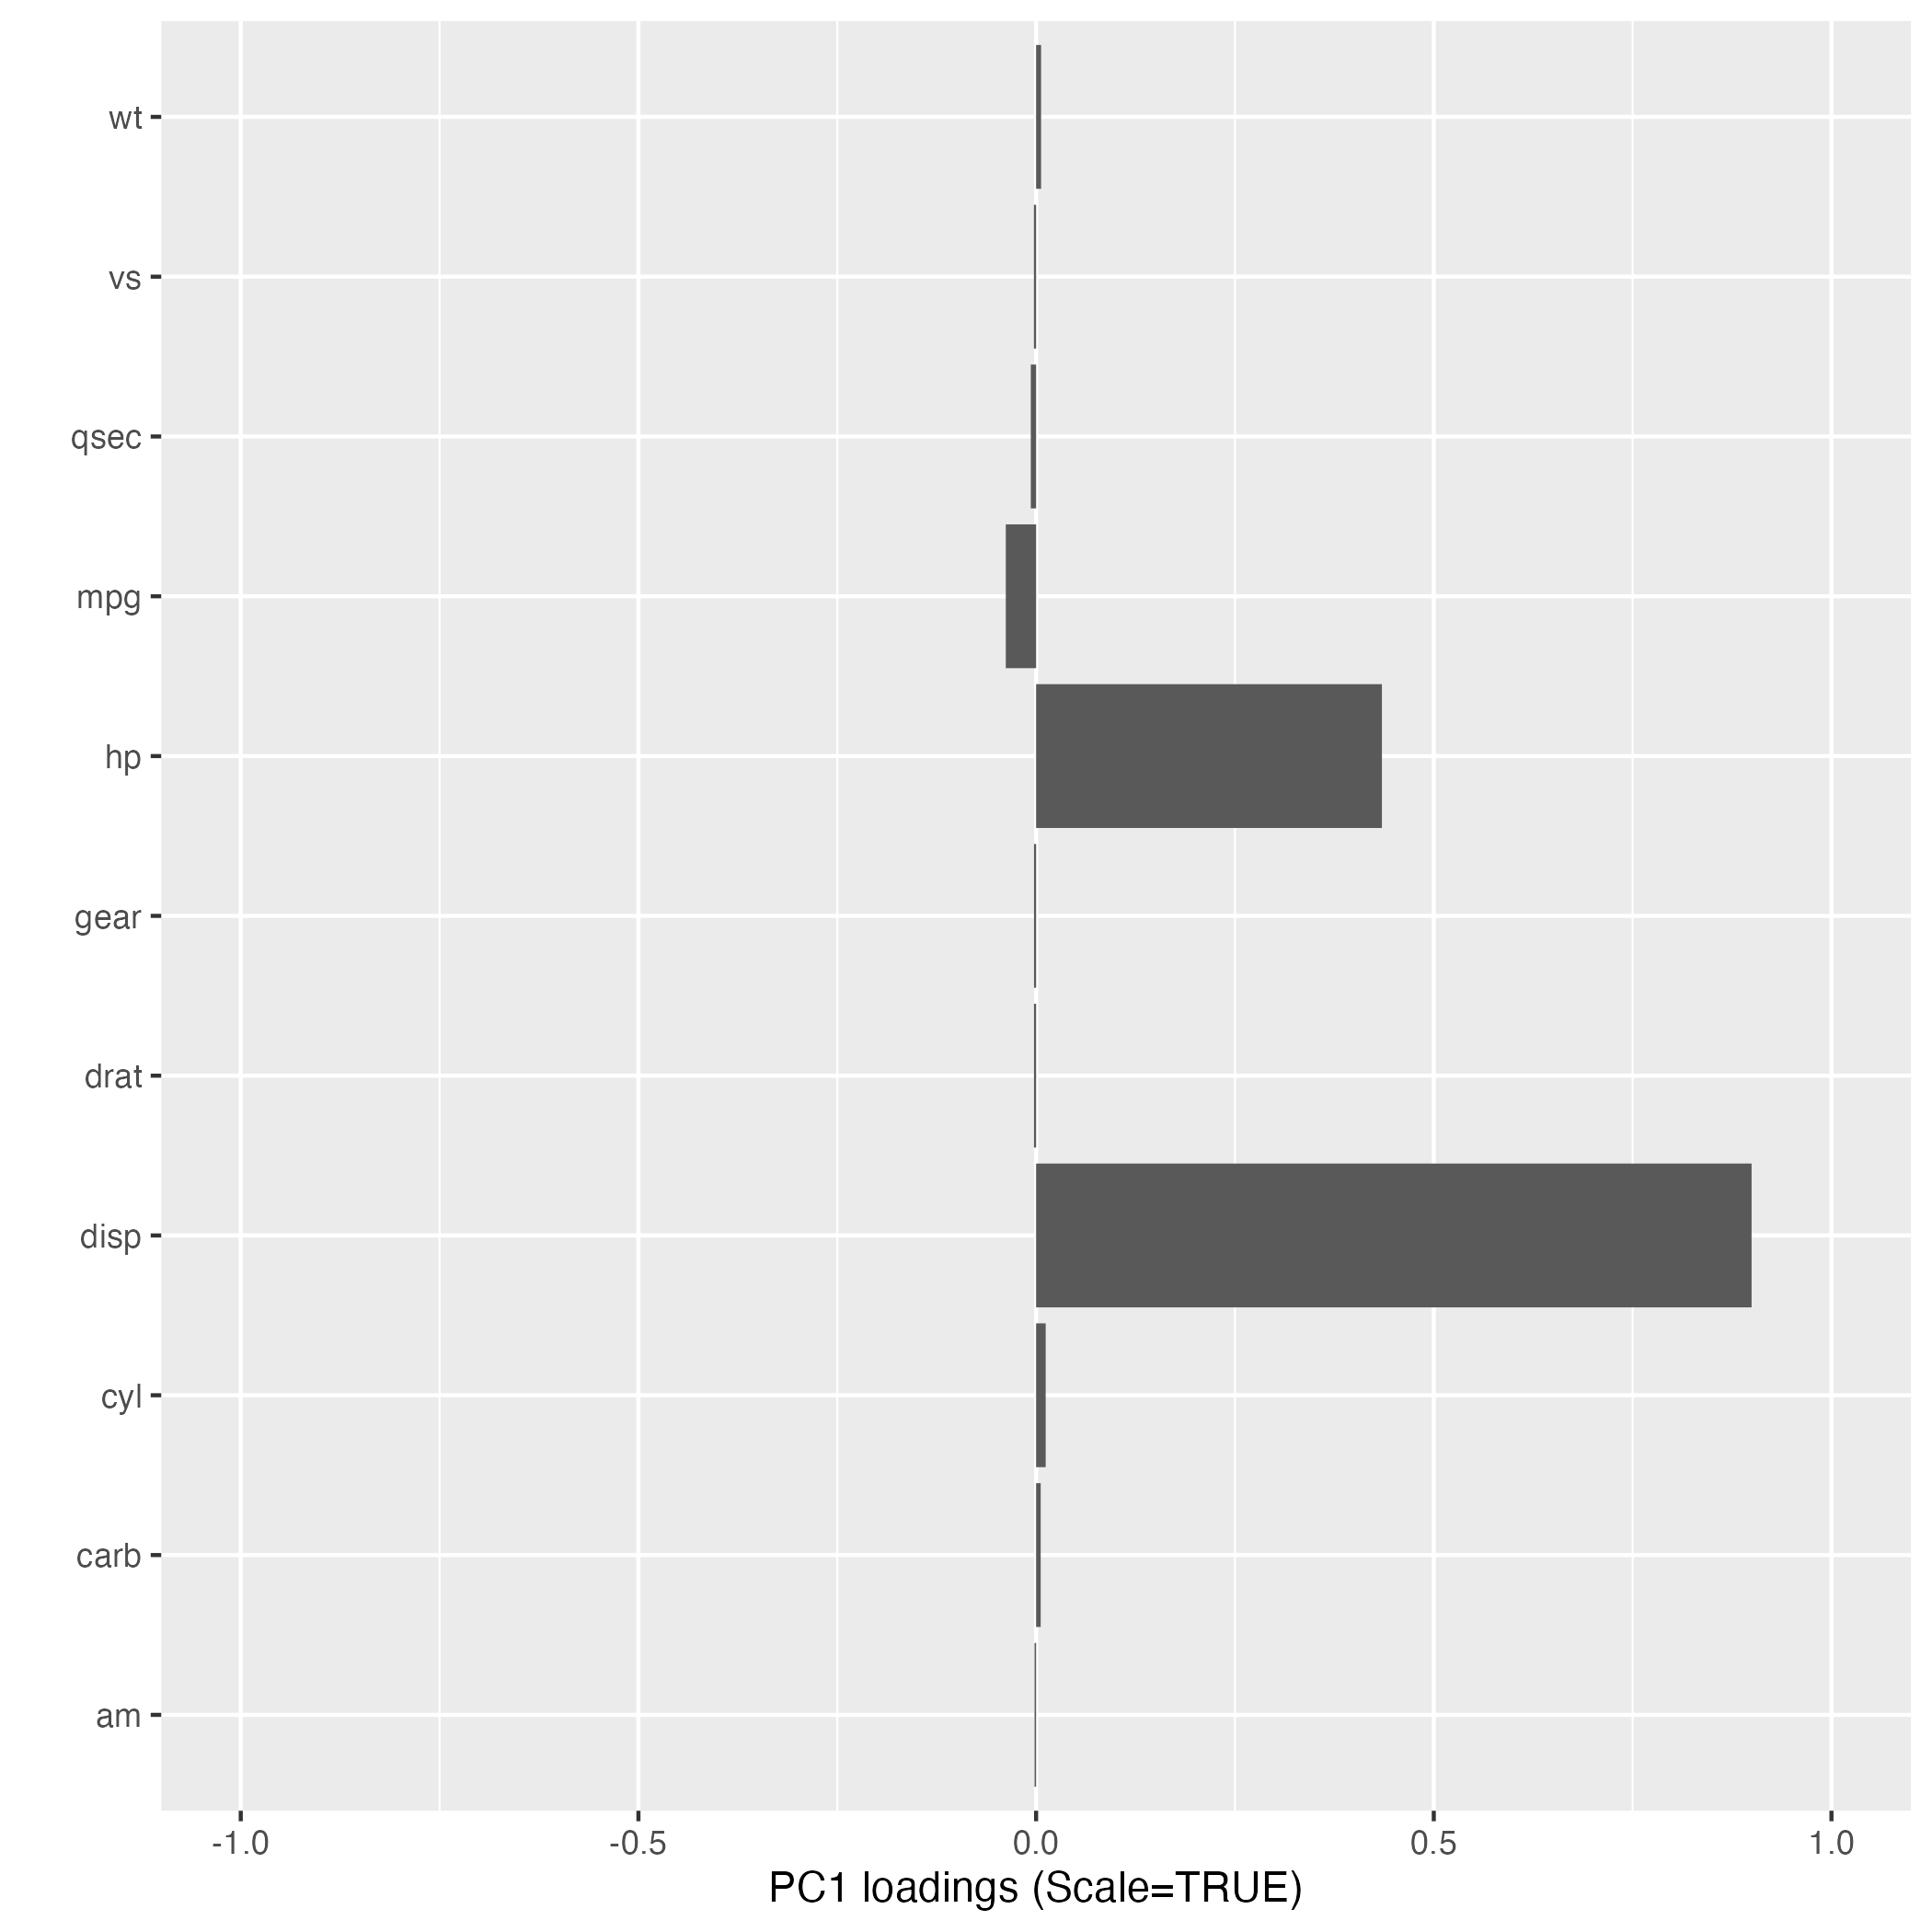 wt
vs
qsec
mpg
hp
gear
drat
disp
cyl
carb
am
-1.0 -0.5 0.0 0.5 1.0
PC1 loadings (Scale=TRUE)